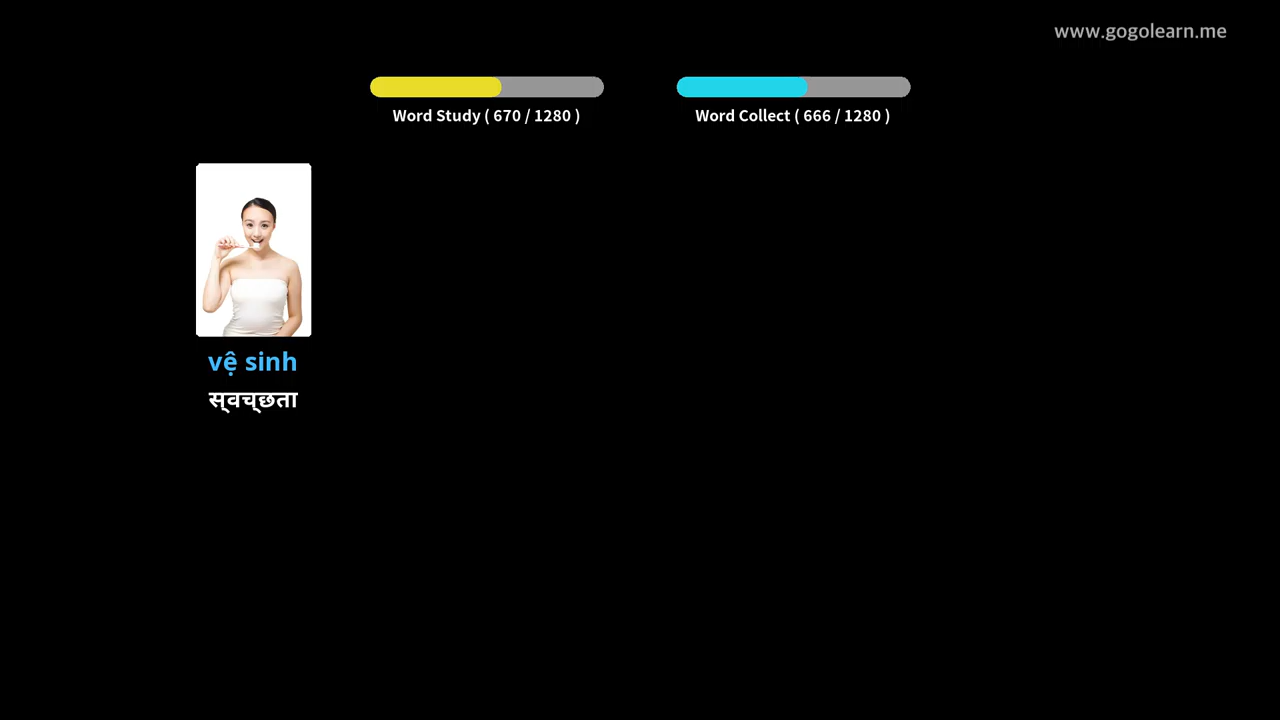 www.gogolearn.me
Word Study ( 670 / 1280 )
Word Collect ( 666 / 1280 )
vệ sinh
स्वच्छता